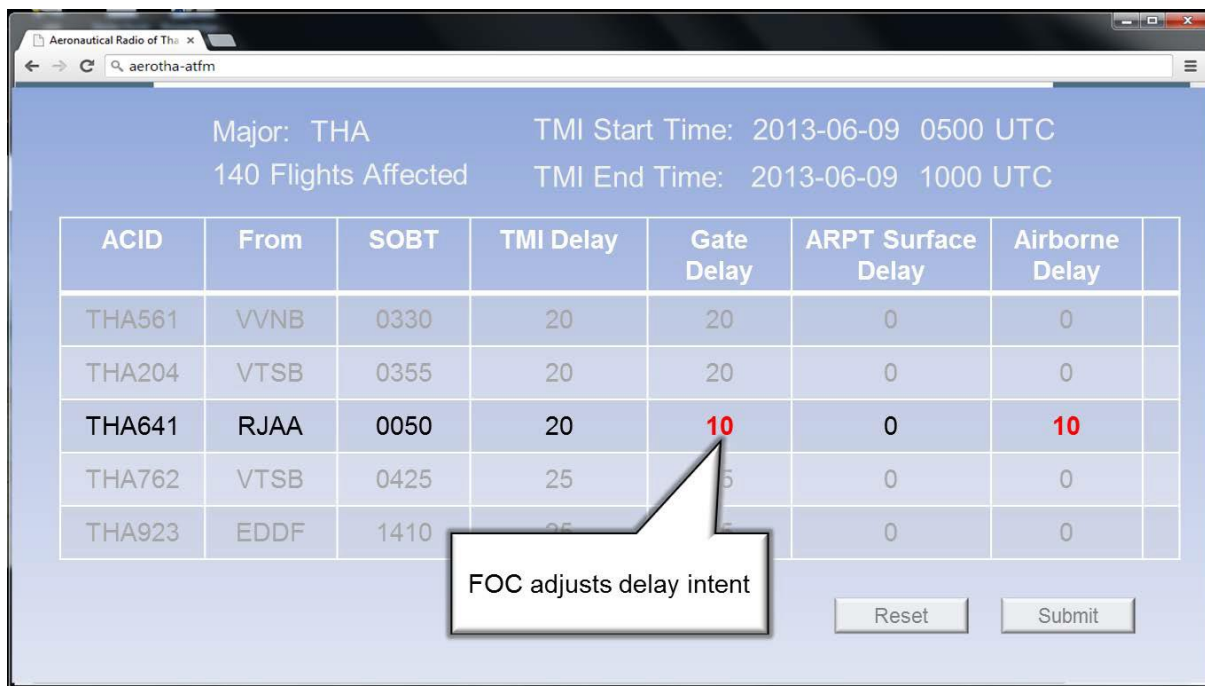 Aeronautical Radio of Tha
aerotha-atfm
Major: THA TMI Start Time: 2013-06-09 0500 UTC
140 Flights Affected TMI End Time: 2013-06-09 1000 UTC
ACID From SOBT TMI Delay Gate Delay ARPT Surface Delay Airborne Delay
THA561 VVNB 0330 20 20 0 0
THA204 VTSB 0355 20 20 0 0
THA641 RJAA 0050 20 10 0 10
THA762 VTSB 0425 25 0 0
THA923 EDDF 1410 0 0
FOC adjusts delay intent
Reset Submit